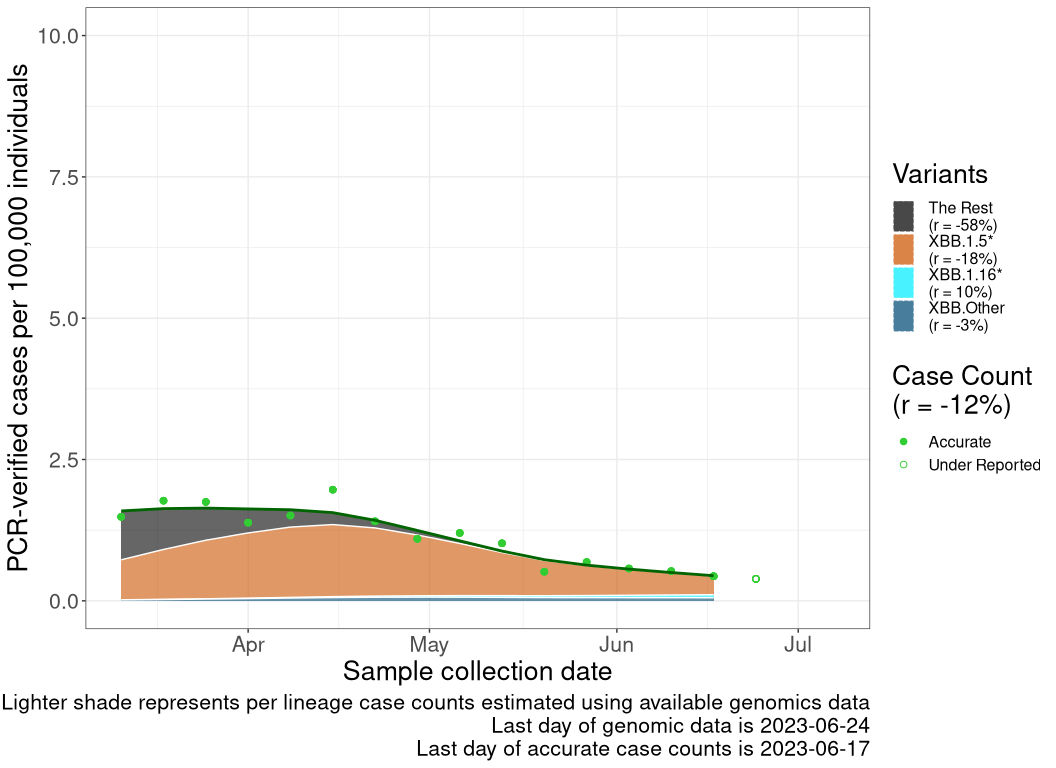 PCR-verified cases per 100,000 individuals
10.0
7.5
5.0
2.5
0.0
Apr
May
Jun
Jul
Sample collection date
Variants
The Rest
(r = -58%)
XBB.1.5*
(r = -18%)
XBB.1.16*
(r = 10%)
XBB.Other
(r = -3%)
Case Count
(r = -12%)
Accurate
Under Reported
Lighter shade represents per lineage case counts estimated using available genomics data
Last day of genomic data is 2023-06-24
Last day of accurate case counts is 2023-06-17